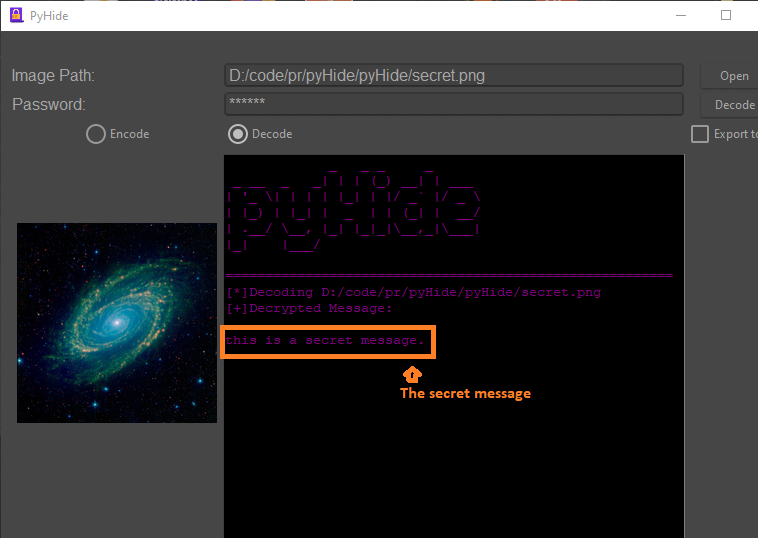 PyHide
Image Path:
D:/code/pr/pyHide/pyHide/secret.png
Open
Password:
******
Decode
Encode
Decode
Export to
pyHide
=======================================================
[*]Decoding D:/code/pr/pyHide/pyHide/secret.png
[+]Decrypted Message:
this is a secret message.
The secret message